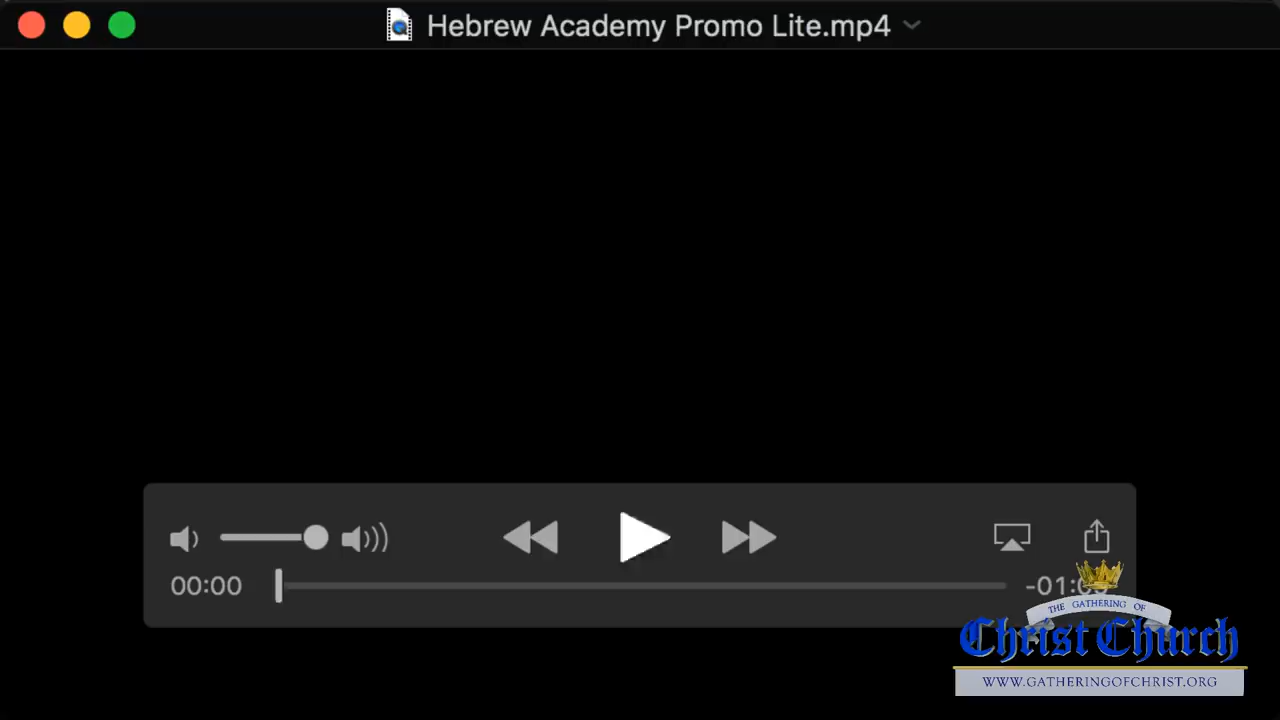 Hebrew Academy Promo Lite.mp4
00:00
THE GATHERING OF
Christ Church
WWW.GATHERINGOFCHRIST.ORG